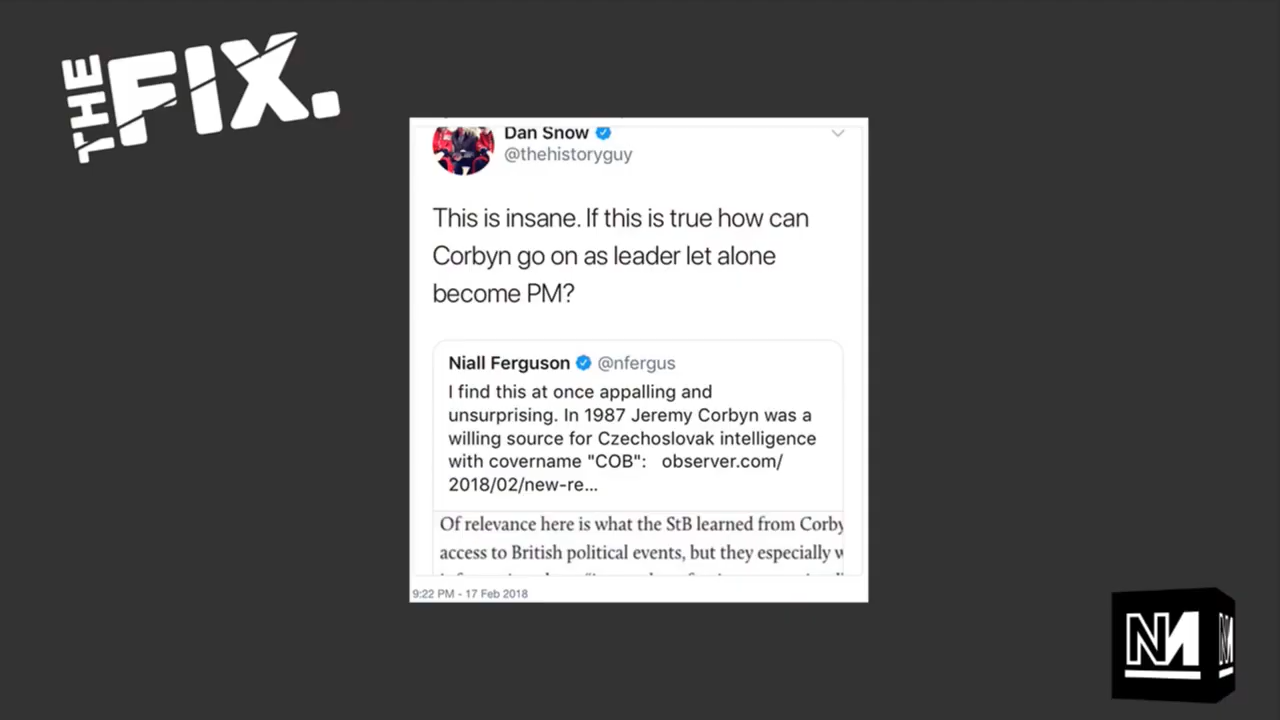 THE FIX.
Dan Snow
@thehistoryguy
This is insane. If this is true how can
Corbyn go on as leader let alone
become PM?
Niall Ferguson @nfergus
I find this at once appalling and
unsurprising. In 1987 Jeremy Corbyn was a
willing source for Czechoslovak intelligence
with covername "COB": observer.com/
2018/02/new-re...
Of relevance here is what the StB learned from Corby
access to British political events, but they especially w
9:22 PM - 17 Feb 2018
NM